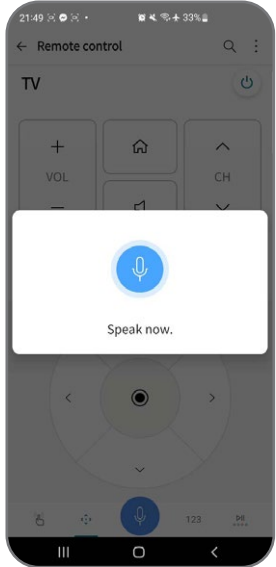 21:49 33%
Remote control
TV
VOL
CH
Speak now.
123